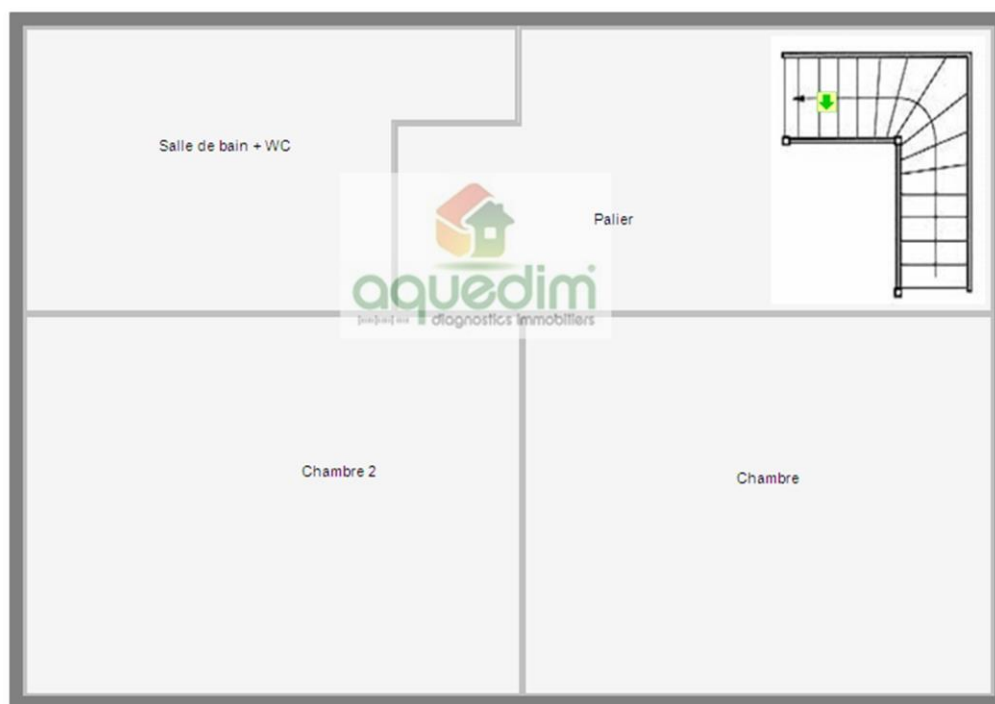 Salle de bain + WC
Palier
aquedim
diagnostics immobiliers
Chambre 2
Chambre